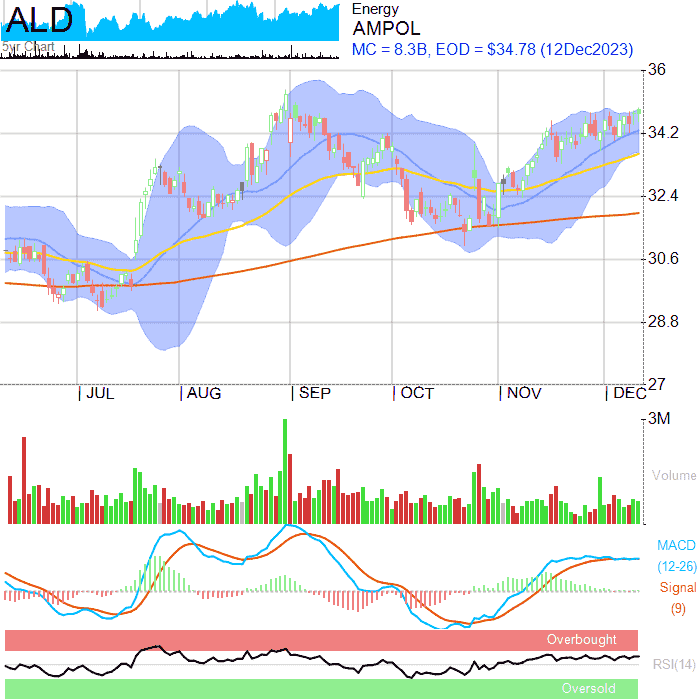 ALD
5yr Chart
Energy
AMPOL
MC = 8.3B, EOD = $34.78 (12Dec2023)
36
34.2
32.4
30.6
28.8
27
JUL AUG SEP OCT NOV DEC
3M
Volume
MACD
(12-26)
Signal
(9)
Overbought
RSI(14)
Oversold